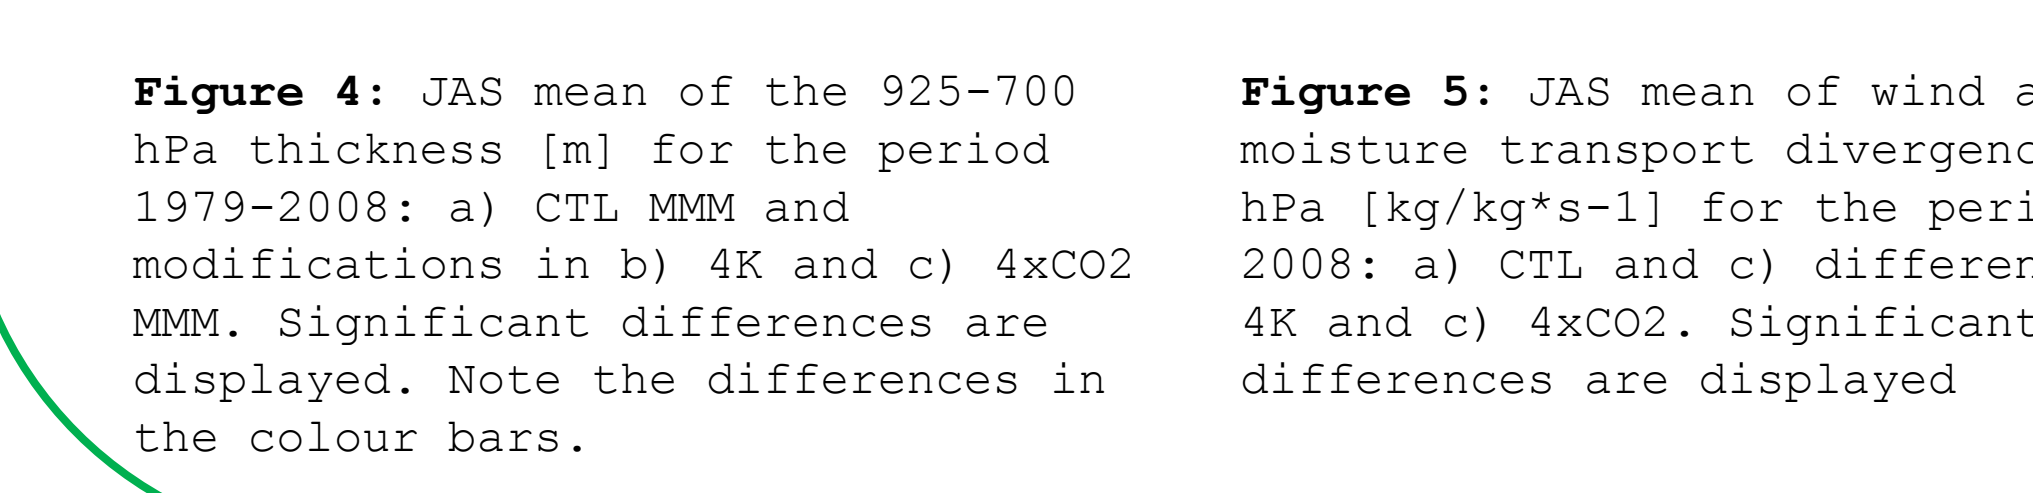 Figure 4: JAS mean of the 925-700
hPa thickness [m] for the period
1979-2008: a) CTL MMM and
modifications in b) 4K and c) 4xCO2
MMM. Significant differences are
displayed. Note the differences in
the colour bars.
Figure 5: JAS mean of wind
moisture transport
hPa [kg/kg*s-1] for the
2008: a) CTL and c)
4K and c) 4xCO2. Significant
differences are displayed